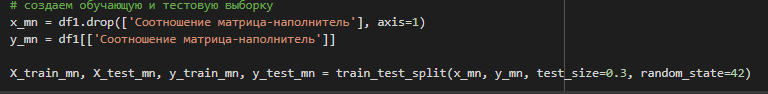 # создаем обучающую и тестовую выборку
x_mn = df1.drop(['Соотношение матрица-наполнитель'], axis=1)
y_mn = df1[['Соотношение матрица-наполнитель']]
X_train_mn, X_test_mn, y_train_mn, y_test_mn = train_test_split(x_mn, y_mn, test_size=0.3, random_state=42)